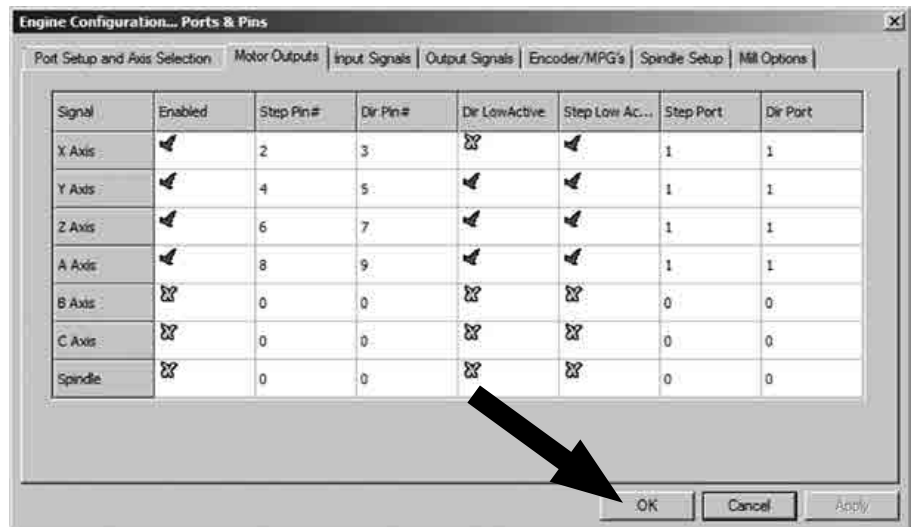 Engine Configuration... Ports & Pins
Port Setup and Axis Selection Motor Outputs Input Signals Output Signals Encoder/MPG's Spindle Setup Mill Options
Signal Enabled Step Pin# Dir Pin# Dir LowActive Step Low Ac... Step Port Dir Port
X Axis 2 3 1 1
Y Axis 4 5 1 1
Z Axis 6 7 1 1
A Axis 8 9 1 1
B Axis 0 0 0 0
C Axis 0 0 0 0
Spindle 0 0 0 0
OK Cancel Apply